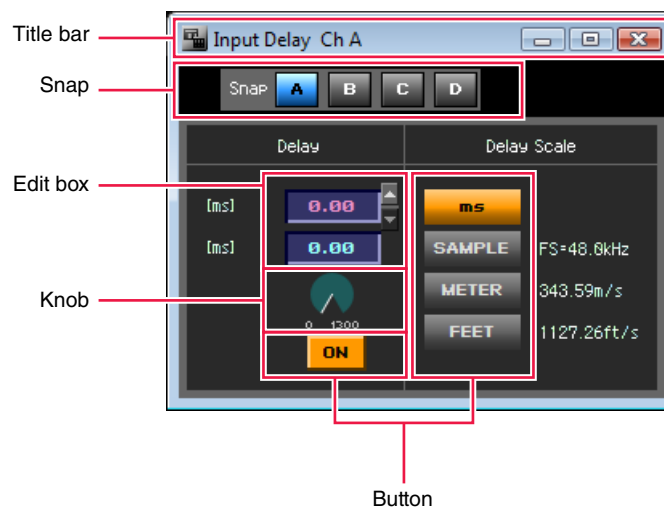 Title bar
Input Delay Ch A
Snap
Snap A B C D
Delay
Delay Scale
Edit box
[ms] 0.00
ms
[ms] 0.00
SAMPLE FS=48.0kHz
Knob
METER 343.59m/s
0 1300
FEET 1127.26ft/s
ON
Button